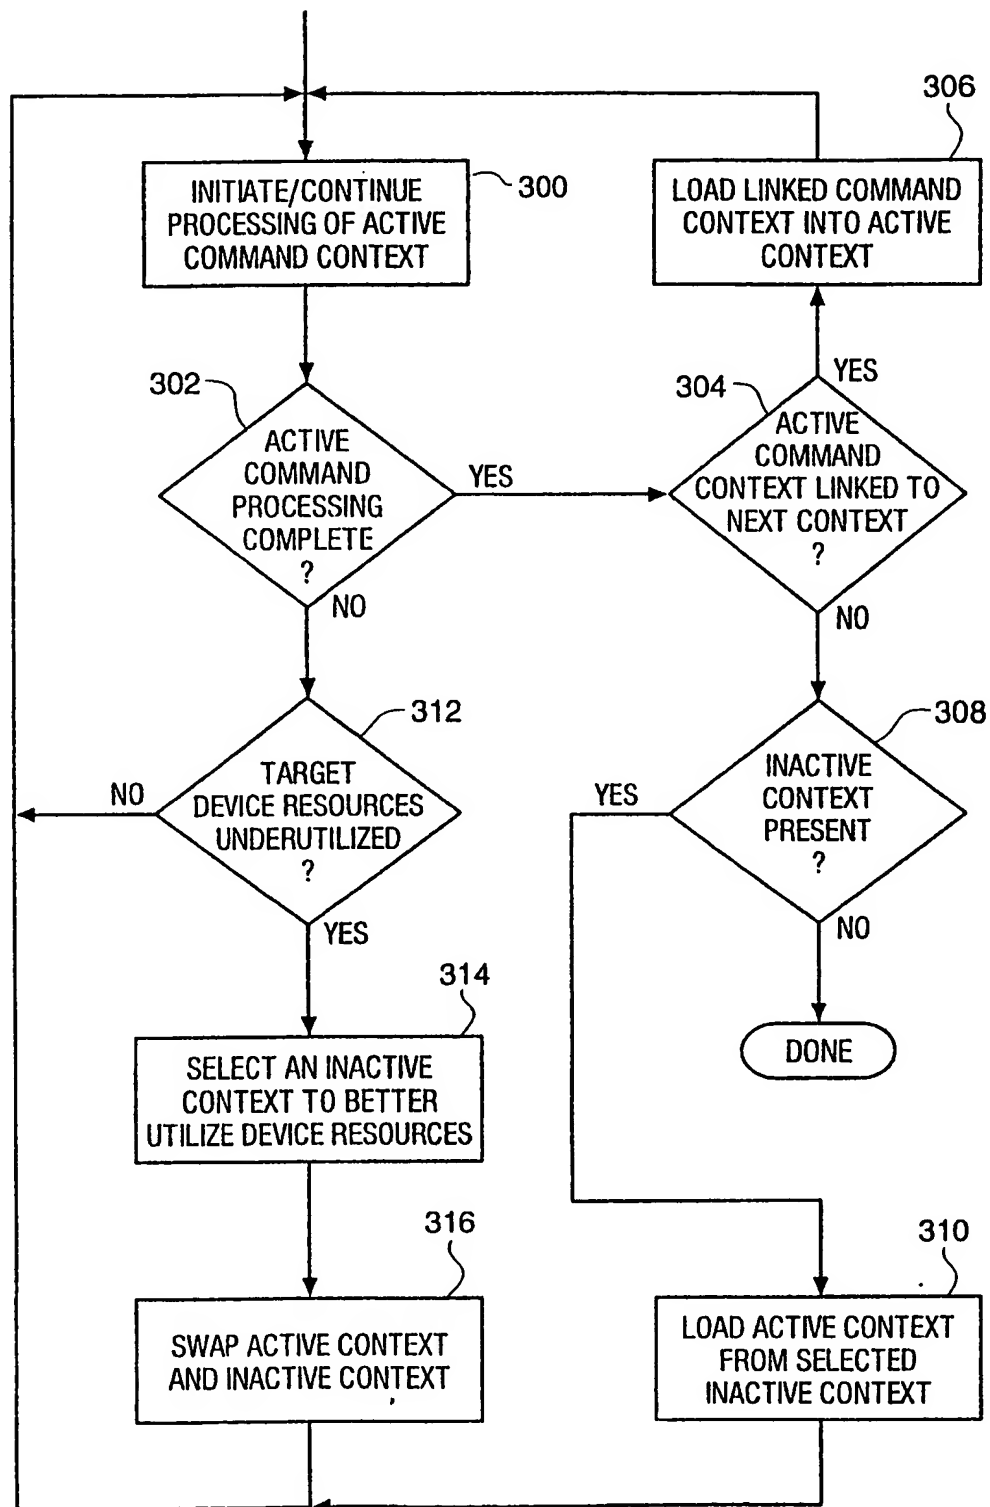 306
INITIATE/CONTINUE
PROCESSING OF ACTIVE
COMMAND CONTEXT
300
LOAD LINKED COMMAND
CONTEXT INTO ACTIVE
CONTEXT
302
ACTIVE
COMMAND
PROCESSING
COMPLETE
?
YES
NO
304
YES
ACTIVE
COMMAND
CONTEXT LINKED TO
NEXT CONTEXT
?
NO
312
TARGET
DEVICE RESOURCES
UNDERUTILIZED
?
NO
YES
308
INACTIVE
CONTEXT
PRESENT
?
YES
NO
DONE
314
SELECT AN INACTIVE
CONTEXT TO BETTER
UTILIZE DEVICE RESOURCES
316
SWAP ACTIVE CONTEXT
AND INACTIVE CONTEXT
310
LOAD ACTIVE CONTEXT
FROM SELECTED
INACTIVE CONTEXT